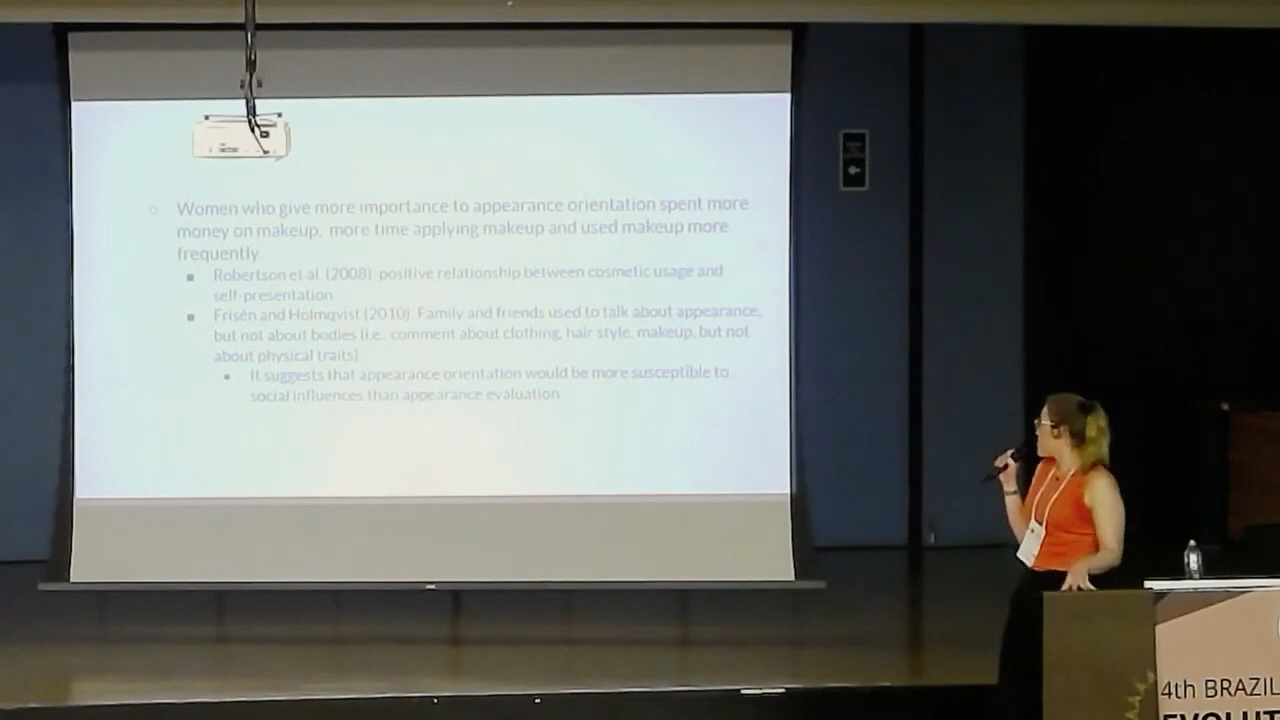 Women who give more importance to appearance orientation spent more
money on makeup, more time applying makeup and used makeup more
frequently
Robertson et al. (2008) positive relationship between cosmetic usage and
self-presentation
Frisén and Holmqvist (2010) Family and friends used to talk about appearance,
but not about bodies (i.e. comment about clothing, hair style, makeup, but not
about physical traits)
It suggests that appearance orientation would be more susceptible to
social influences than appearance evaluation
4th BRAZIL
EVOLUT